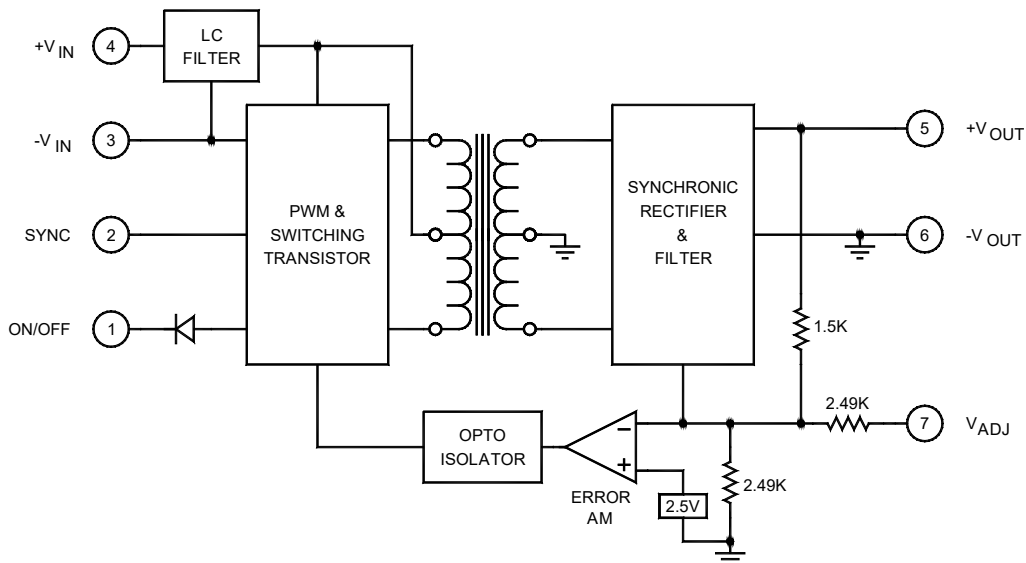 +V IN
4
LC
FILTER
-V IN
3
SYNC
2
ON/OFF
1
PWM &
SWITCHING
TRANSISTOR
SYNCHRONIC
RECTIFIER
&
FILTER
5
+V OUT
6
-V OUT
1.5K
2.49K
7
V ADJ
OPTO
ISOLATOR
–
+
ERROR
AM
2.5V
2.49K